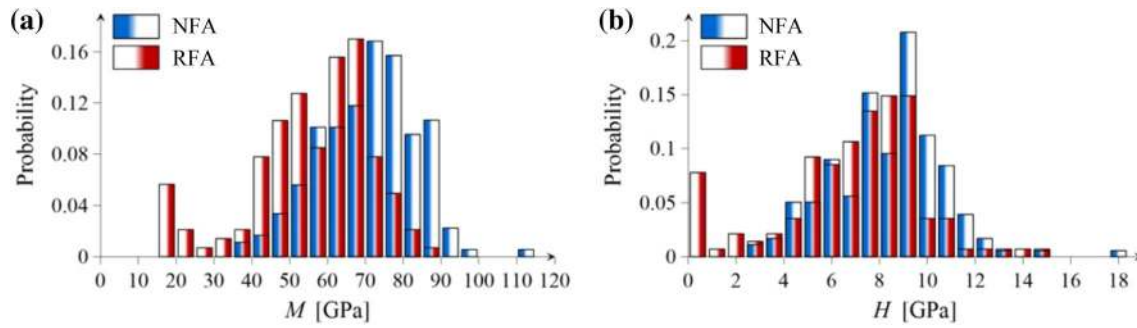 (a)
NFA
RFA
Probability
0.16
0.12
0.08
0.04
0
0 10 20 30 40 50 60 70 80 90 100 110 120
M [GPa]
(b)
NFA
RFA
Probability
0.2
0.15
0.1
0.05
0
0 2 4 6 8 10 12 14 16 18
H [GPa]